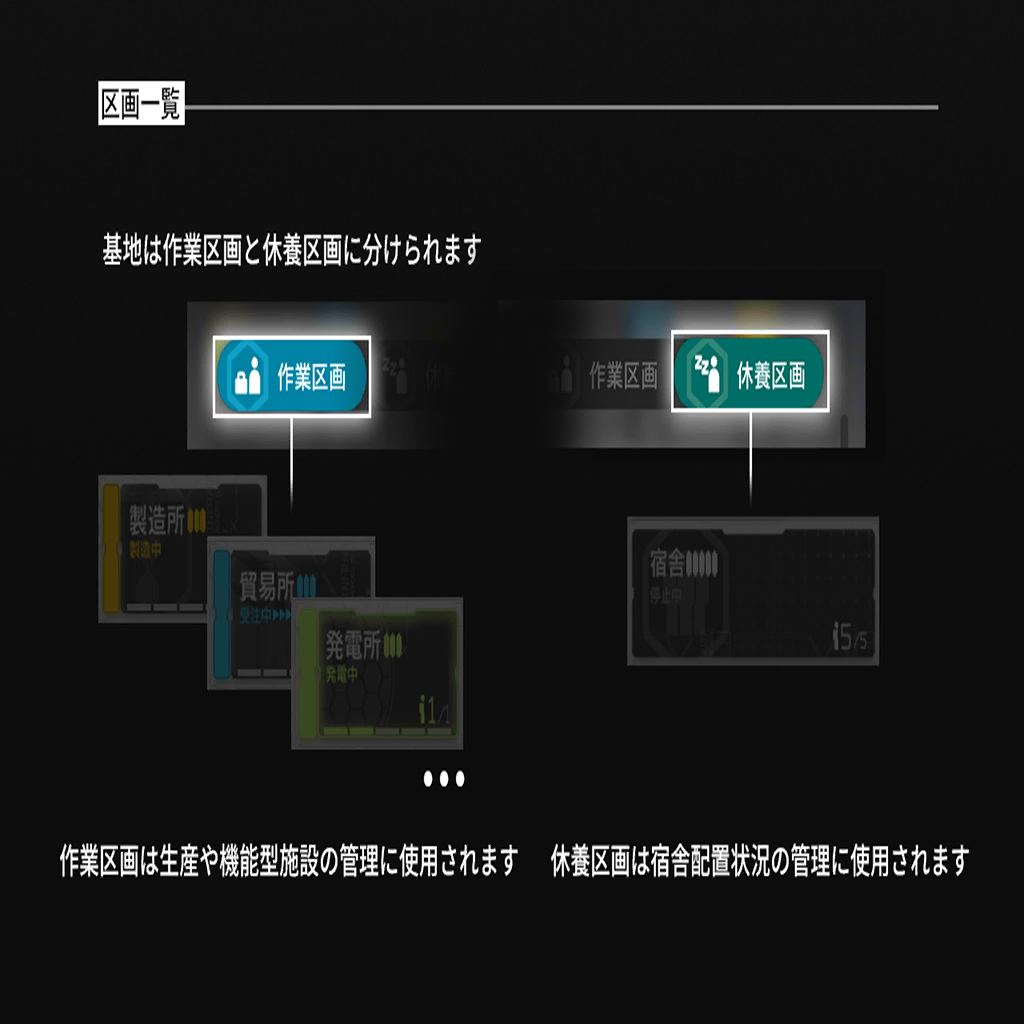 区画一覧
基地は作業区画と休養区画に分けられます
作業区画
休
作業区画
休養区画
製造所
製造中
貿易所
受注中
発電所
発電中
1/1
宿舎
停止中
5/5
作業区画は生産や機能型施設の管理に使用されます
休養区画は宿舎配置状況の管理に使用されます